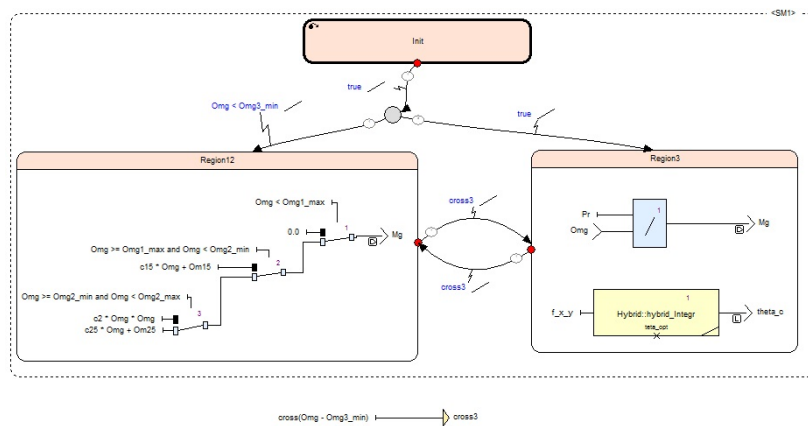 <SM1>
Init
true
Omg < Omg3_min
true
Region12
Region3
Omg < Omg1_max
0.0
1
Mg
Omg >= Omg1_max and Omg < Omg2_min
c15 * Omg + Om15
2
Omg >= Omg2_min and Omg < Omg2_max
c2 * Omg * Omg
3
c25 * Omg + Om25
cross3
cross3
Pr
Omg
1
/
Mg
D
D
1
f_x_y
Hybrid::hybrid_Integr
teta_opt
L
theta_c
cross(Omg - Omg3_min)
cross3